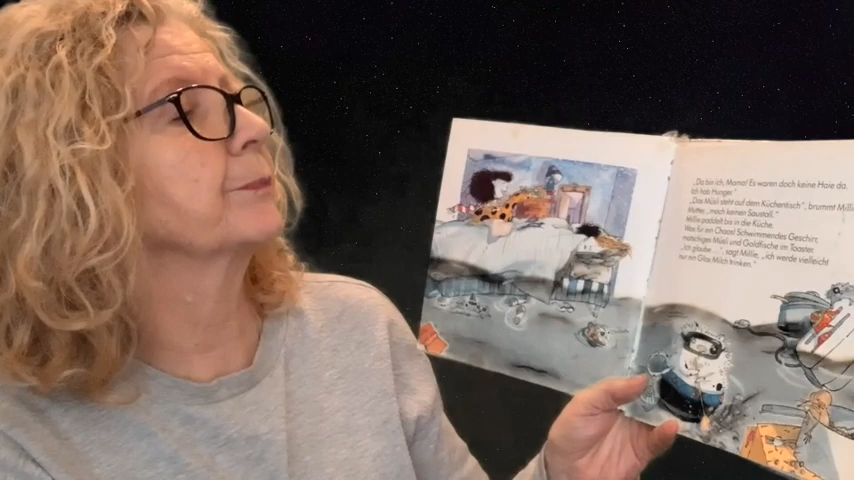 „Da bin ich, Mama! Es waren doch keine Haie da.
Ich hab Hunger."
„Das Müsli steht auf dem Küchentisch", brummt Millis
Mutter, „mach keinen Saustall."
Millie paddelt bis in die Küche.
Was für ein Chaos! Schwimmendes Geschirr,
matschiges Müsli und Goldfische im Toaster.
„Ich glaube ...", sagt Millie, „ich werde vielleicht
nur ein Glas Milch trinken."